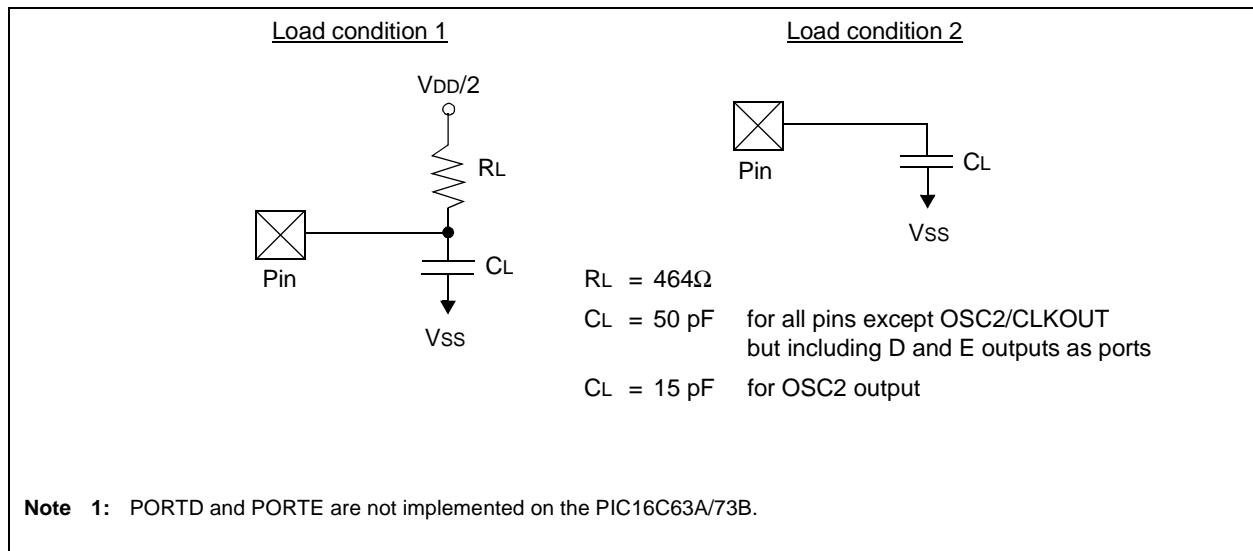 Load condition 1
VDD/2
RL
Pin
CL
VSS
Load condition 2
Pin
CL
VSS
RL = 464Ω
CL = 50 pF for all pins except OSC2/CLKOUT
but including D and E outputs as ports
CL = 15 pF for OSC2 output
Note 1: PORTD and PORTE are not implemented on the PIC16C63A/73B.